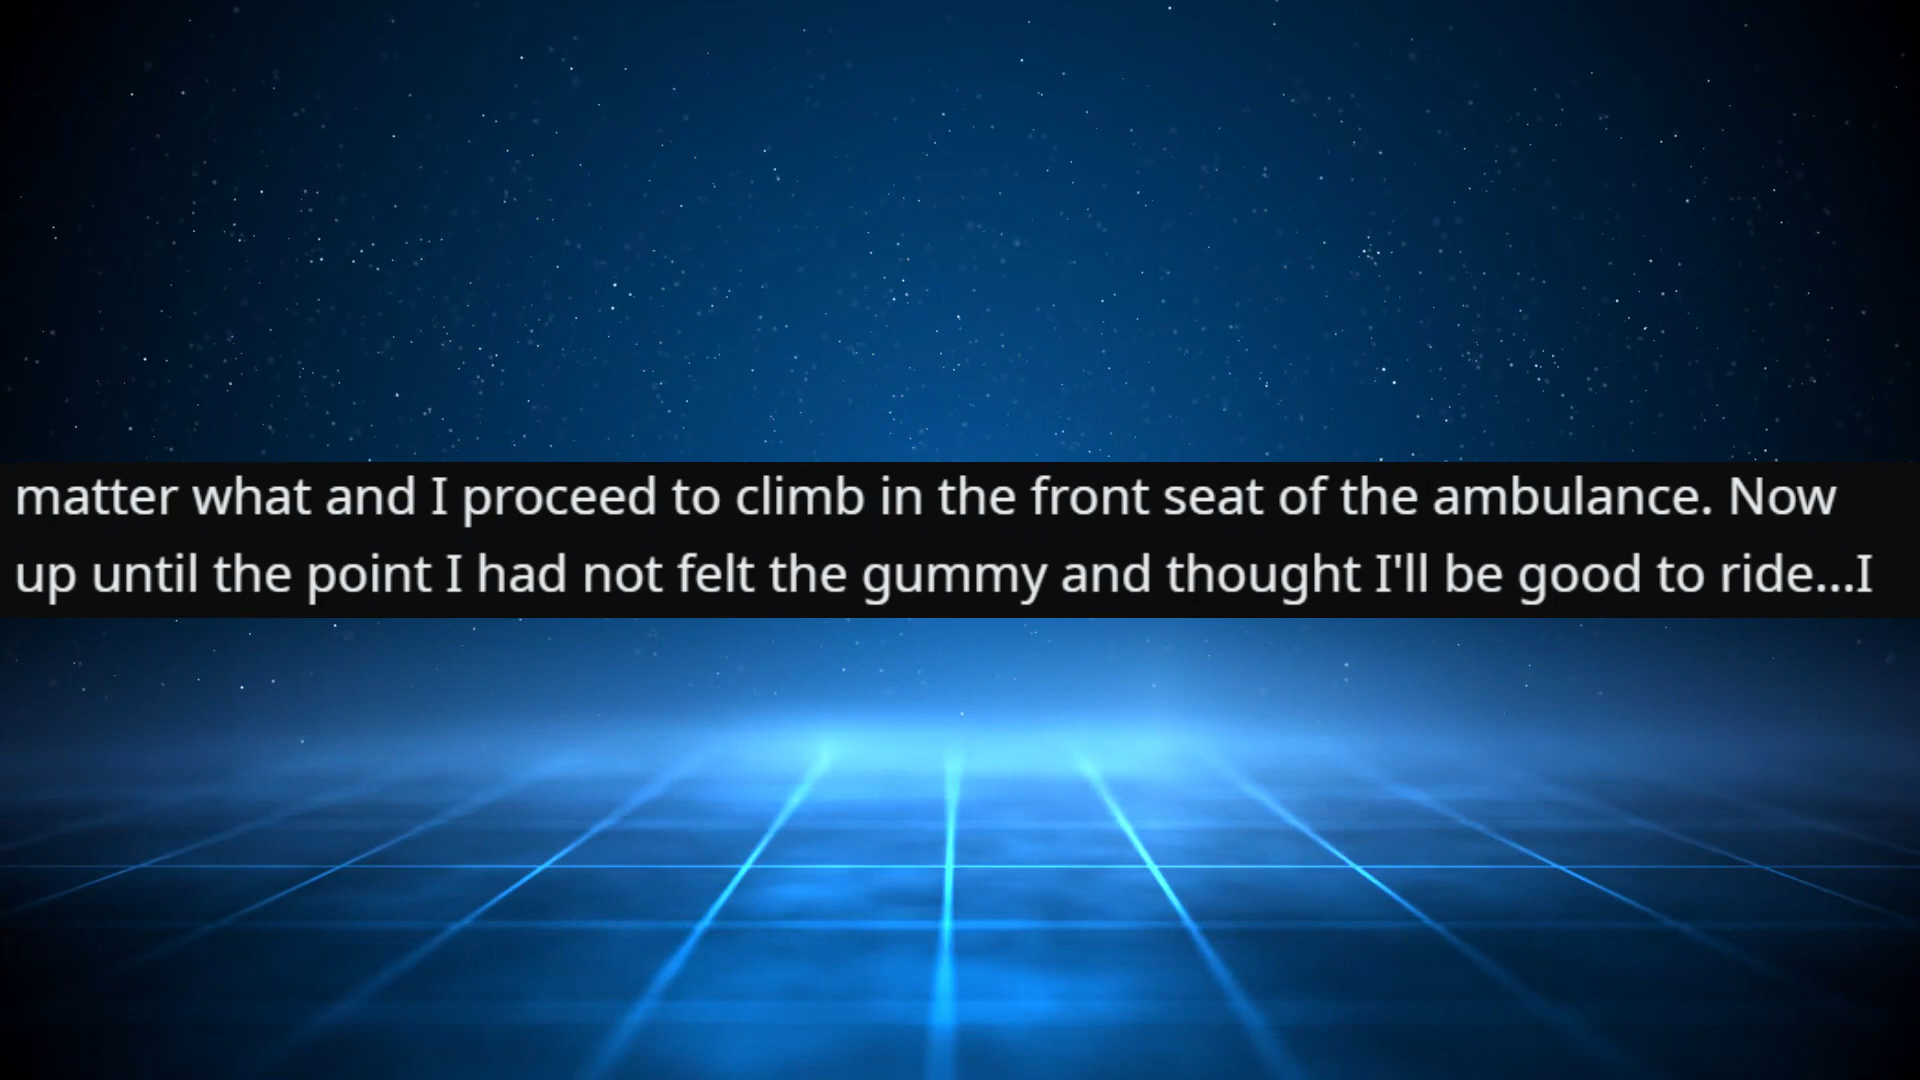 matter what and I proceed to climb in the front seat of the ambulance. Now
up until the point I had not felt the gummy and thought I'll be good to ride...I